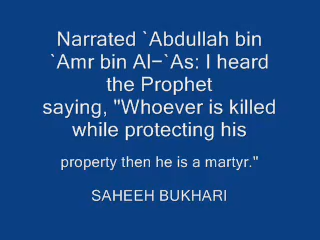 Narrated `Abdullah bin
`Amr bin Al-`As: I heard
the Prophet
saying, "Whoever is killed
while protecting his
property then he is a martyr."
SAHEEH BUKHARI